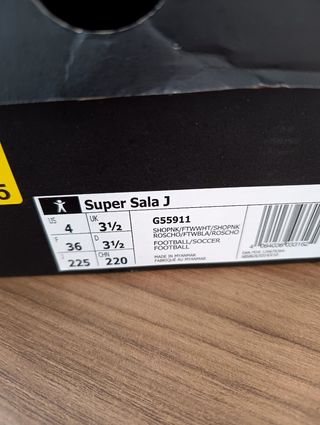 5
Super Sala J
US 4 UK 3½
F 36 D 3½
J 225 CHN 220
G55911
SHOPNK/FTWWHT/SHOPNK
ROSCHO/FTWBLA/ROSCHO
FOOTBALL/SOCCER
FOOTBALL
MADE IN MYANMAR
FABRIQUÉ AU MYANMAR